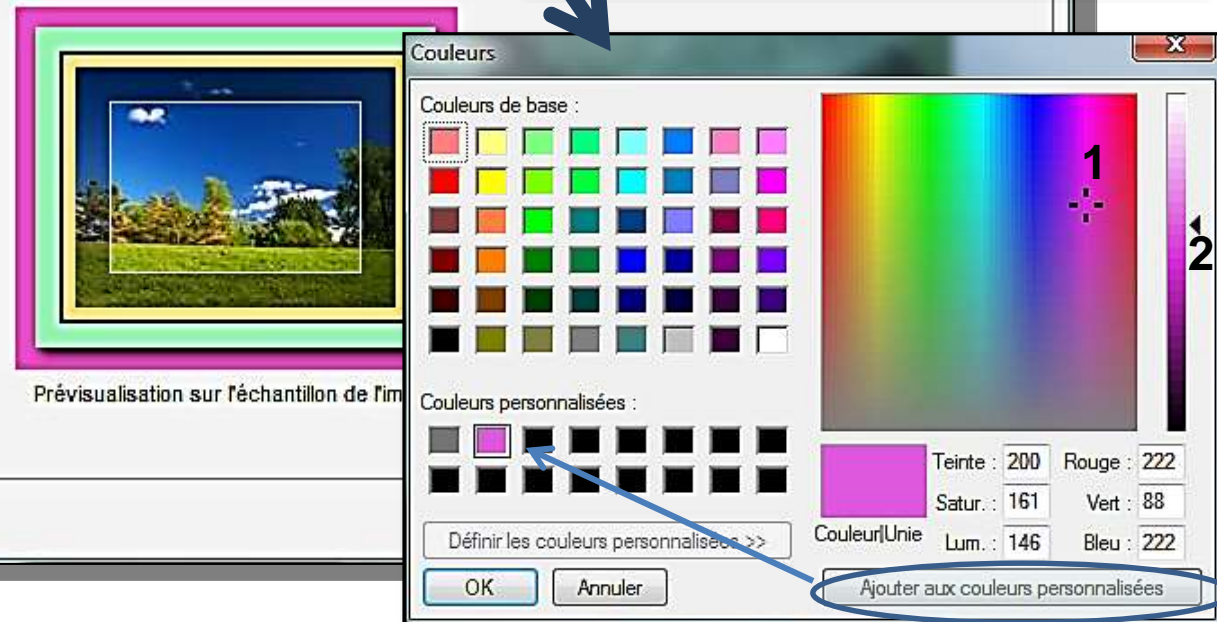 Couleurs
Couleurs de base :
1
2
Prévisualisation sur l'échantillon de l'im
Couleurs personnalisées :
Teinte : 200 Rouge : 222
Satur. : 161 Vert : 88
Couleur|Unie Lum. : 146 Bleu : 222
Définir les couleurs personnalisées >>
OK Annuler Ajouter aux couleurs personnalisées